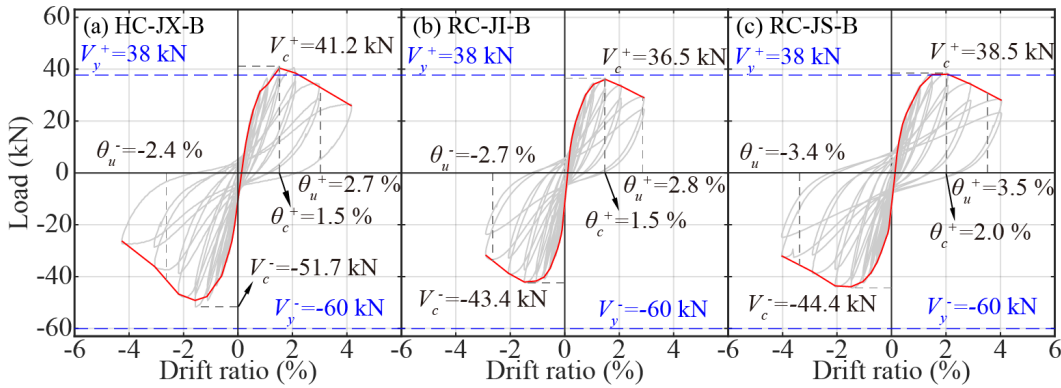 Load (kN)
60
40
20
0
-20
-40
-60
(a) HC-JX-B
V_y^+=38 kN
V_c^+=41.2 kN
θ_u^-=-2.4 %
θ_u^+=2.7 %
θ_c^+=1.5 %
V_c^-=-51.7 kN
V_y^-=-60 kN
-6 -4 -2 0 2 4
Drift ratio (%)
(b) RC-JI-B
V_y^+=38 kN
V_c^+=36.5 kN
θ_u^-=-2.7 %
θ_u^+=2.8 %
θ_c^+=1.5 %
V_c^-=-43.4 kN
V_y^-=-60 kN
-6 -4 -2 0 2 4
Drift ratio (%)
(c) RC-JS-B
V_y^+=38 kN
V_c^+=38.5 kN
θ_u^-=-3.4 %
θ_u^+=3.5 %
θ_c^+=2.0 %
V_c^-=-44.4 kN
V_y^-=-60 kN
-6 -4 -2 0 2 4 6
Drift ratio (%)